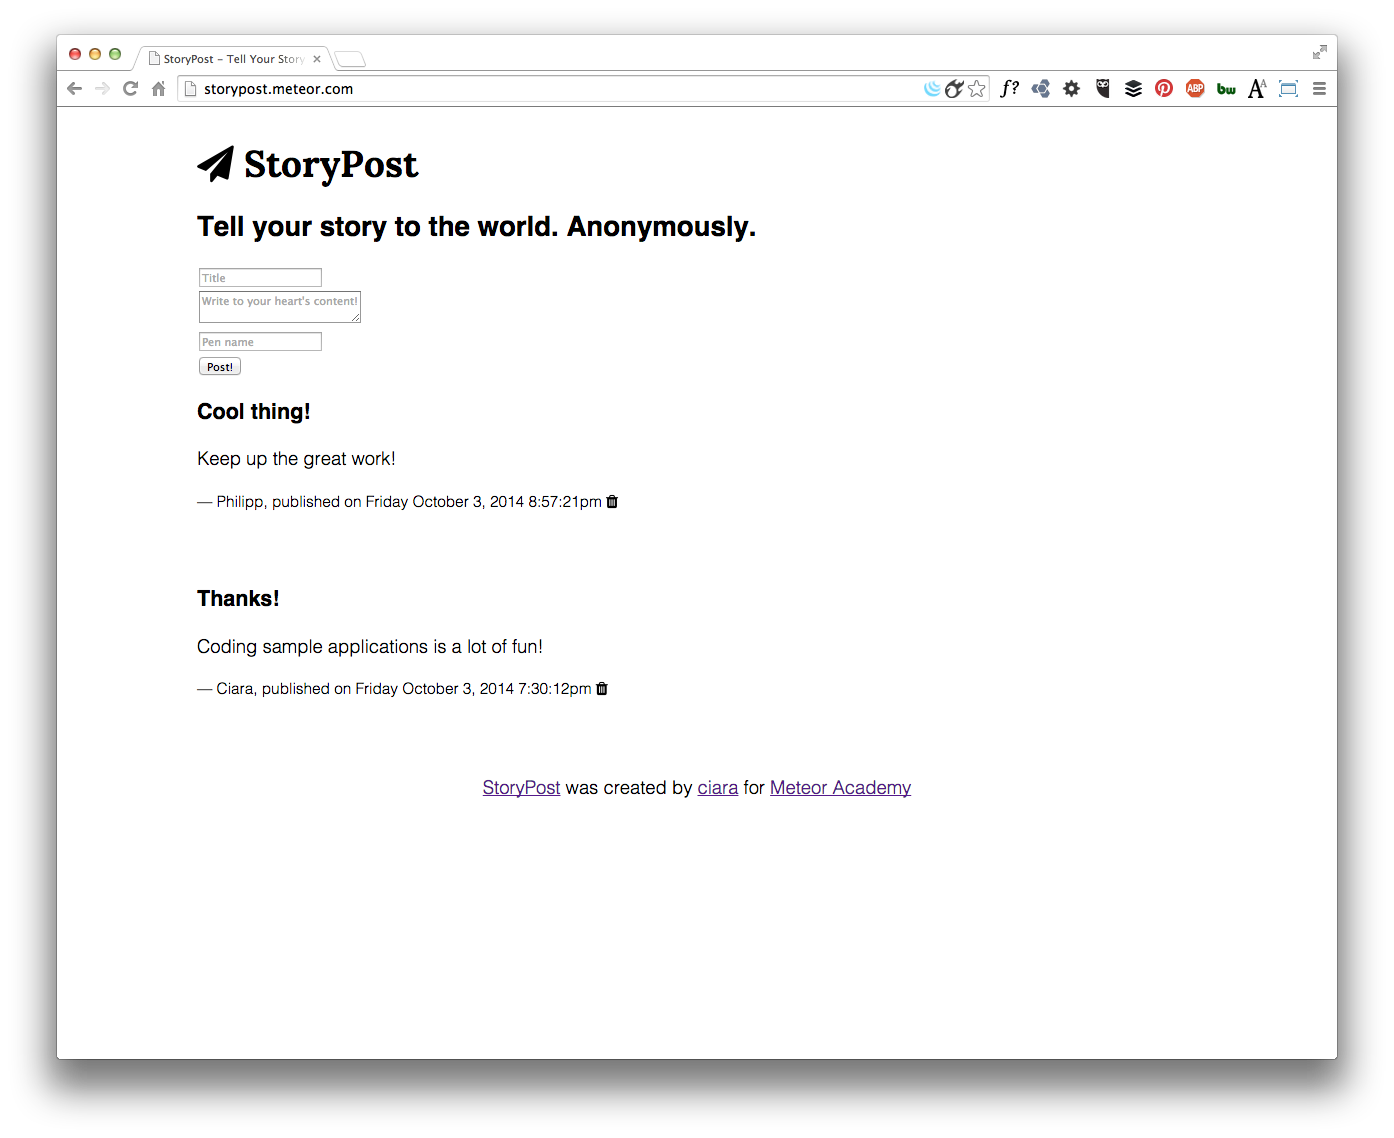 StoryPost – Tell Your Story
storypost.meteor.com
f?
ABP
bw
AA
StoryPost
Tell your story to the world. Anonymously.
Title
Write to your heart's content!
Pen name
Post!
Cool thing!
Keep up the great work!
— Philipp, published on Friday October 3, 2014 8:57:21pm
Thanks!
Coding sample applications is a lot of fun!
— Ciara, published on Friday October 3, 2014 7:30:12pm
StoryPost was created by ciara for Meteor Academy